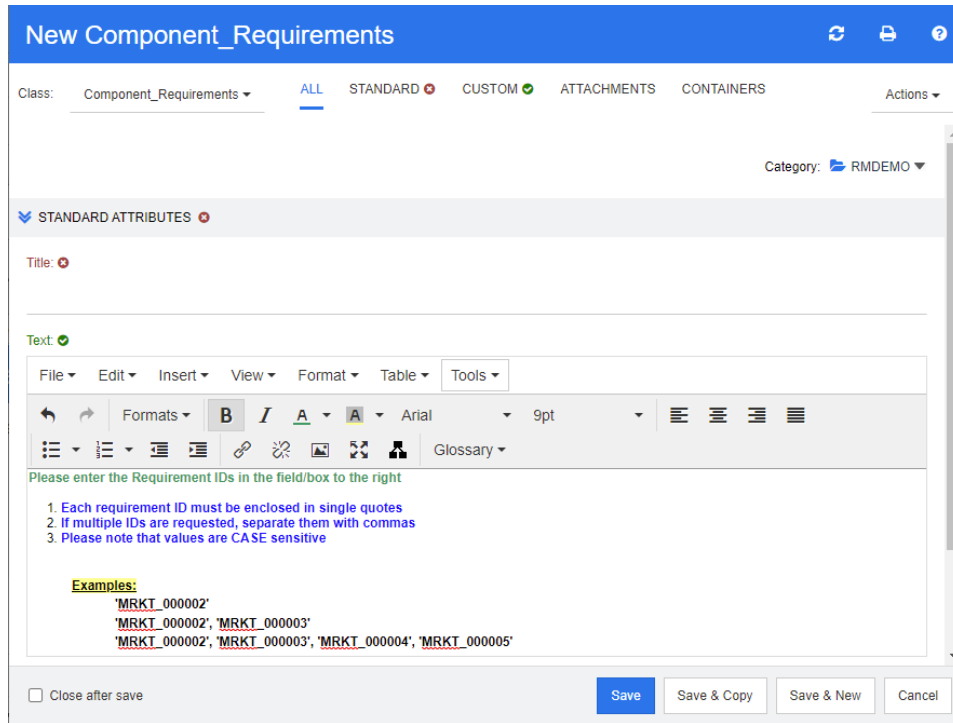 New Component_Requirements
Class: Component_Requirements ALL STANDARD CUSTOM ATTACHMENTS CONTAINERS Actions
Category: RMDEMO
STANDARD ATTRIBUTES
Title:
Text:
File Edit Insert View Format Table Tools
Formats B I A A Arial 9pt
Glossary
Please enter the Requirement IDs in the field/box to the right
1. Each requirement ID must be enclosed in single quotes
2. If multiple IDs are requested, separate them with commas
3. Please note that values are CASE sensitive
Examples:
'MRKT_000002'
'MRKT_000002', 'MRKT_000003'
'MRKT_000002', 'MRKT_000003', 'MRKT_000004', 'MRKT_000005'
Close after save Save Save & Copy Save & New Cancel